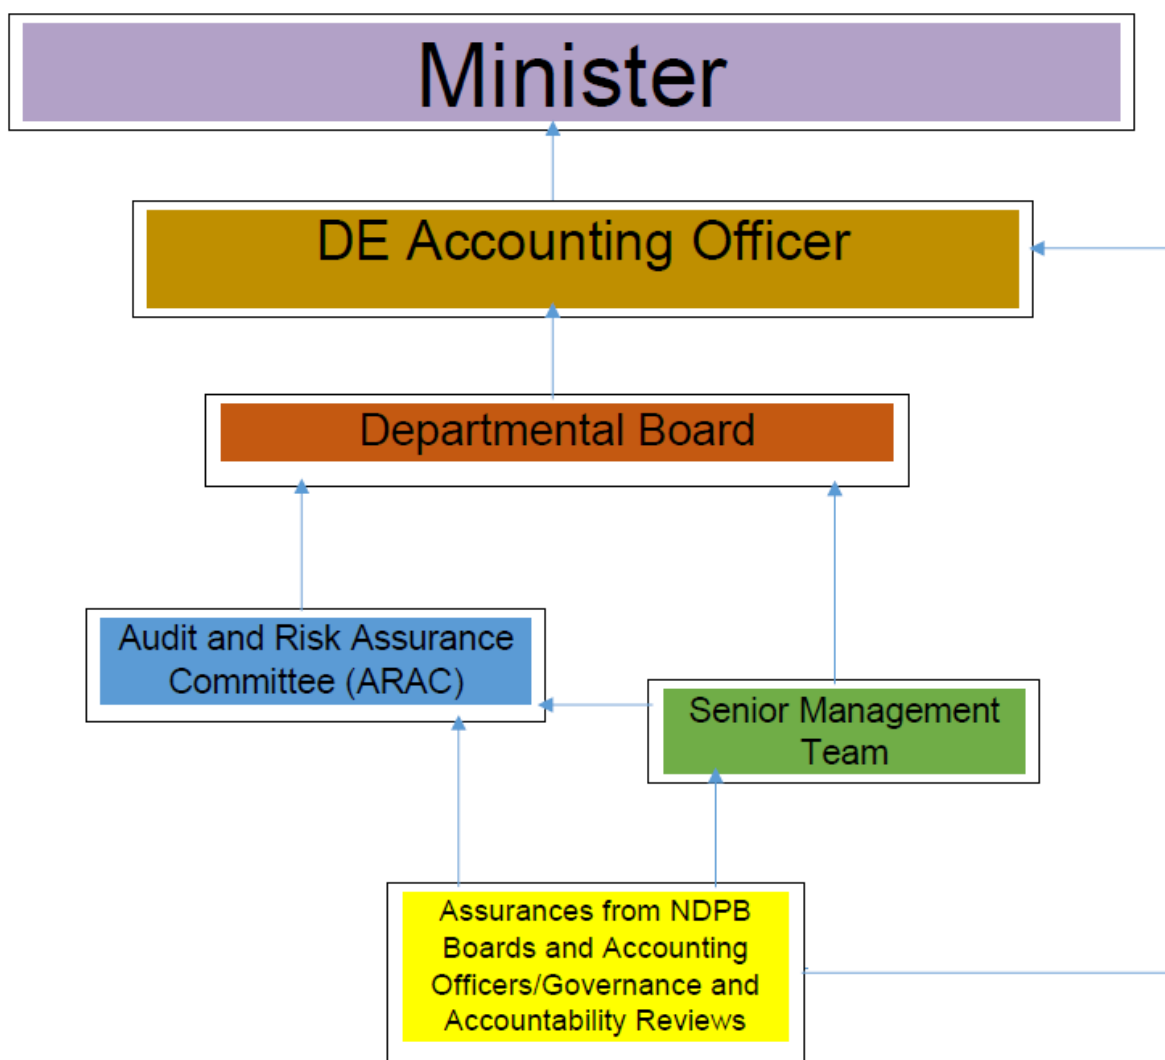 Minister
DE Accounting Officer
Departmental Board
Audit and Risk Assurance
Committee (ARAC)
Senior Management
Team
Assurances from NDPB
Boards and Accounting
Officers/Governance and
Accountability Reviews